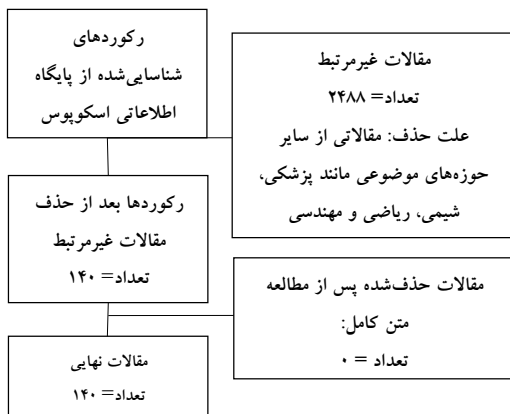 رکوردهای
شناسایی‌شده از پایگاه
اطلاعاتی اسکوپوس
مقالات غیرمرتبط
تعداد= ۲۴۸۸
علت حذف: مقالاتی از سایر
حوزه‌های موضوعی مانند پزشکی،
شیمی، ریاضی و مهندسی
رکوردها بعد از حذف
مقالات غیرمرتبط
تعداد= ۱۴۰
مقالات حذف‌شده پس از مطالعه
متن کامل:
تعداد = ۰
مقالات نهایی
تعداد= ۱۴۰